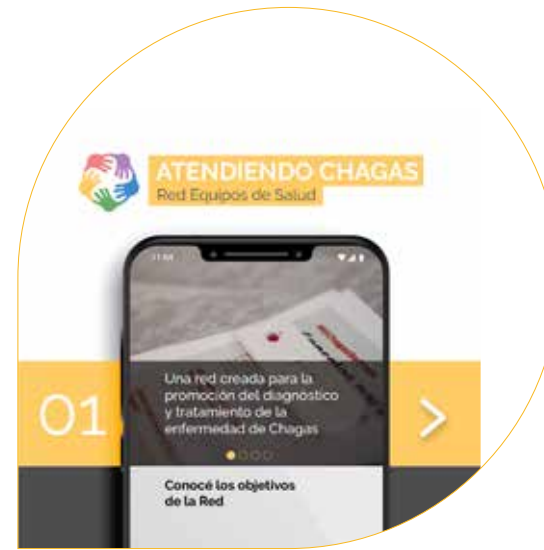 ATENDIENDO CHAGAS
Red Equipos de Salud
Una red creada para la
promoción del diagnóstico
y tratamiento de la
enfermedad de Chagas
01
Conocé los objetivos
de la Red